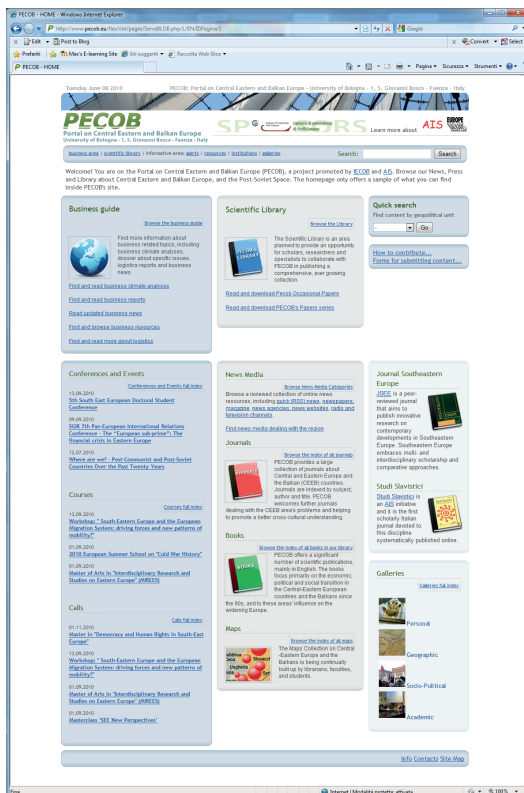 PECOB - HOME - Windows Internet Explorer
http://www.pecob.eu/flex/cm/pages/ServeBLOB.php/L/EN/IDPagina/1
Google
Edit
Post to Blog
Convert
Select
Preferiti
Max's E-learning Site
Siti suggeriti
Raccolta Web Slice
PECOB - HOME
Pagina
Sicurezza
Strumenti
Tuesday June 08 2010
PECOB: Portal on Central Eastern and Balkan Europe - University of Bologna - 1, S. Giovanni Bosco - Faenza - Italy
PECOB
Portal on Central Eastern and Balkan Europe
University of Bologna - 1, S. Giovanni Bosco - Faenza - Italy
Learn more about
AIS
business area | scientific library | informative area: alerts / resources / institutions | galleries
Search:
Search
Welcome! You are on the Portal on Central Eastern and Balkan Europe (PECOB), a project promoted by IECOB and AIS. Browse our News, Press
and Library about Central Eastern and Balkan Europe, and the Post-Soviet Space. The homepage only offers a sample of what you can find
inside PECOB's site.
Business guide
Browse the business guide
Find more information about
business related topics, including
business climate analyses,
dossier about specific issues,
logistics reports and business
news.
Find and read business climate analyses
Find and read business reports
Read updated business news
Find and browse business resources
Find and read more about logistics
Scientific Library
Browse the Library
PECOB'S
LIBRARY
The Scientific Library is an area
planned to provide an opportunity
for scholars, researchers and
specialists to collaborate with
PECOB in publishing a
comprehensive, ever growing
collection.
Read and download Pecob Occasional Papers
Read and download PECOB's Papers series
Quick search
Find content by geopolitical unit
Go
How to contribute...
Forms for submitting content...
Conferences and Events
Conferences and Events full index
13.09.2010
5th South East European Doctoral Student
Conference
09.09.2010
SGIR 7th Pan-European International Relations
Conference - The "European sub-prime": The
financial crisis in Eastern Europe
12.07.2010
Where are we? - Post-Communist and Post-Soviet
Countries Over the Past Twenty Years
Courses
Courses full index
13.09.2010
Workshop: " South-Eastern Europe and the European
Migration System: driving forces and new patterns of
mobility!"
01.09.2010
2010 European Summer School on "Cold War History"
01.09.2010
Master of Arts in "Interdisciplinary Research and
Studies on Eastern Europe" (MIREES)
Calls
Calls full index
01.11.2010
Master in "Democracy and Human Rights in South-East
Europe"
13.09.2010
Workshop: " South-Eastern Europe and the European
Migration System: driving forces and new patterns of
mobility!"
01.09.2010
Master of Arts in "Interdisciplinary Research and
Studies on Eastern Europe" (MIREES)
01.09.2010
Masterclass 'SEE New Perspectives'
News Media
Browse News Media Categories
Browse a reviewed collection of online news
resources, including quick (RSS) news, newspapers,
magazine, news agencies, news websites, radio and
television channels.
Find news media dealing with the region
Journals
Browse the index of all journals
JOURNALS
PECOB provides a large
collection of journals about
Central and Eastern Europe and
the Balkan (CEEB) countries.
Journals are indexed by subject,
author and title. PECOB
welcomes further journals
dealing with the CEEB area's problems and helping
to promote a better cross-cultural understanding.
Books
Browse the index of all books in our library
BOOKS
PECOB offers a significant
number of scientific publications,
mainly in English. The books
focus primarily on the economic,
political and social transition in
the Central-Eastern European
countries and the Balkans since
the 90s, and to these areas' influence on the
widening Europe.
Maps
Browse the index of all maps
The Maps Collection on Central
-Eastern Europe and the
Balkans is being continually
built up by librarians, faculties,
and students.
Journal Southeastern
Europe
JSEE is a peer-
reviewed journal
that aims to
publish innovative
research on
contemporary
developments in Southeastern
Europe. Southeastern Europe
embraces multi- and
interdisciplinary scholarship and
comparative approaches.
Studi Slavistici
Studi Slavistici is
an AIS initiative
and it is the first
scholarly Italian
journal devoted to
this discipline
systematically published online.
Galleries
Galleries full index
Personal
Geographic
Socio-Political
Academic
Info Contacts Site Map
Fine
Internet | Modalità protetta: attivata
100%